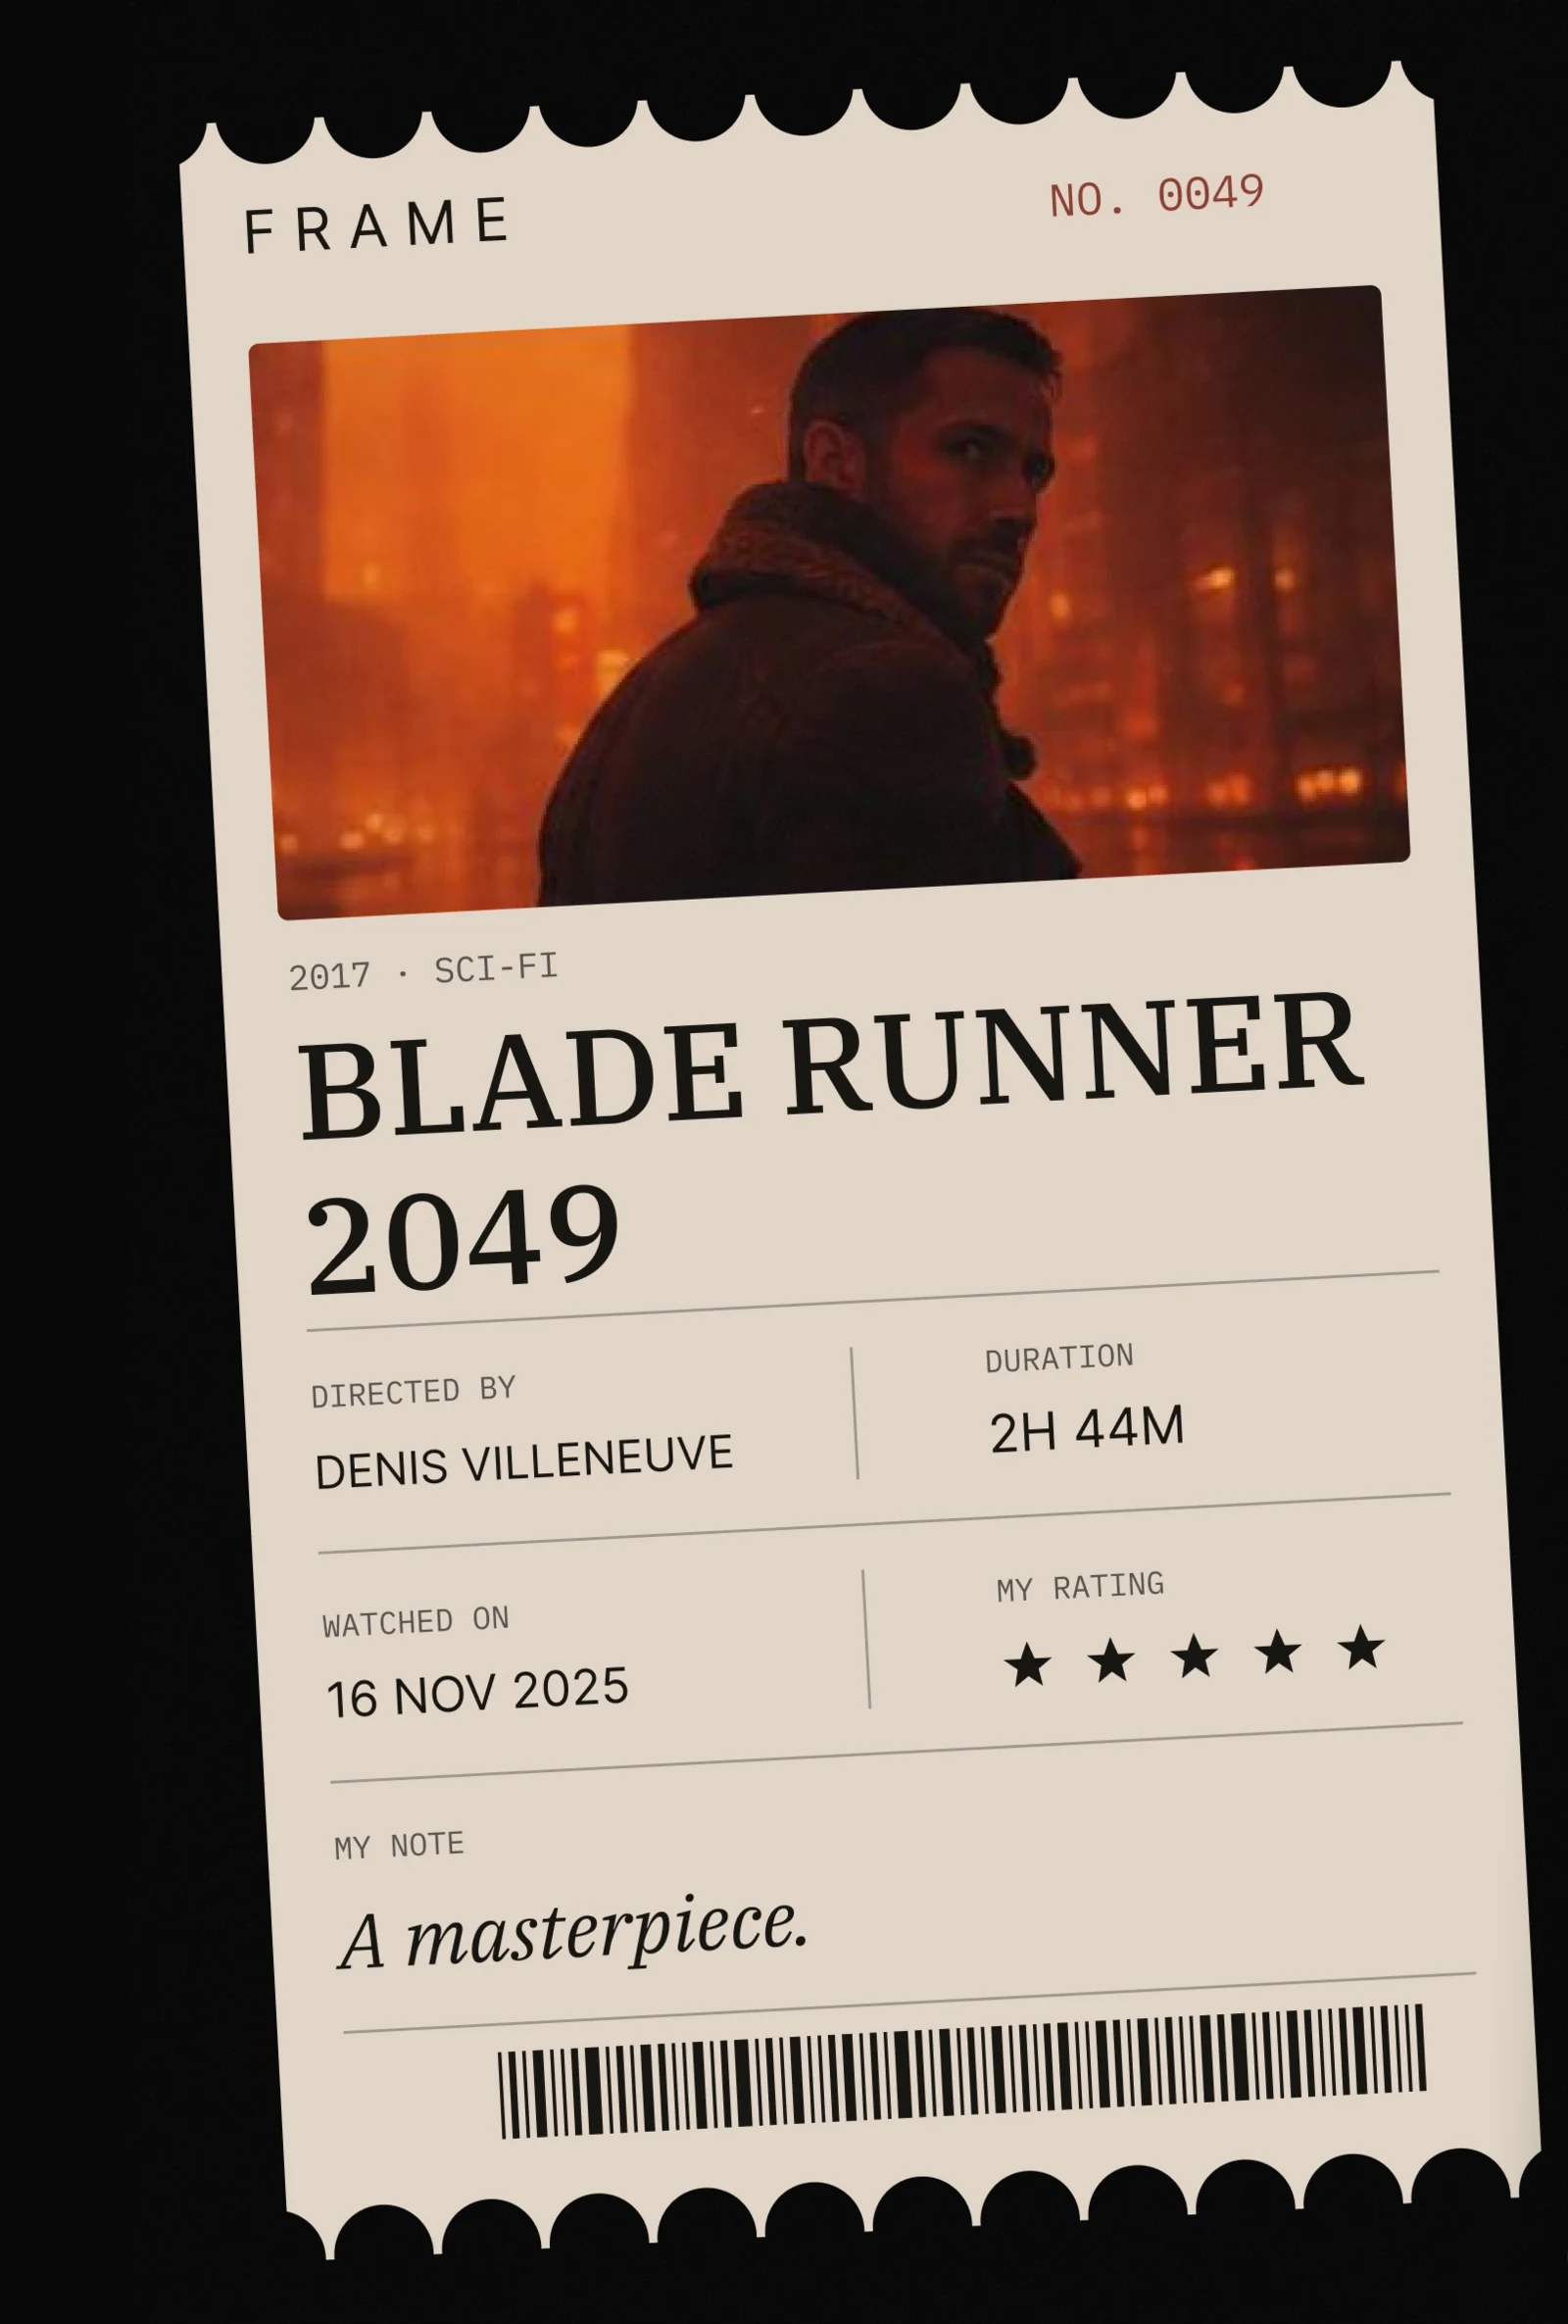 FRAME
NO. 0049
2017 · SCI-FI
BLADE RUNNER
2049
DIRECTED BY
DENIS VILLENEUVE
DURATION
2H 44M
WATCHED ON
16 NOV 2025
MY RATING
★ ★ ★ ★ ★
MY NOTE
A masterpiece.